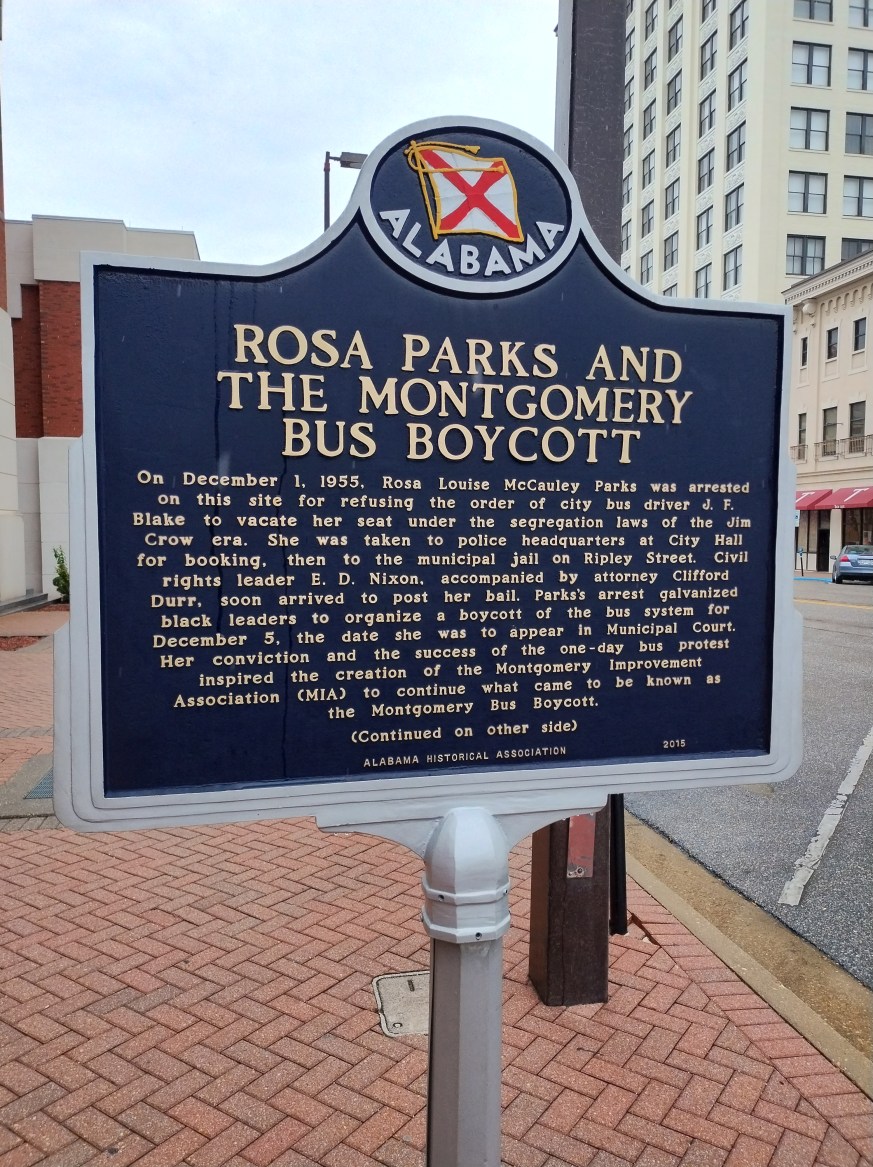 ALABAMA
ROSA PARKS AND
THE MONTGOMERY
BUS BOYCOTT
On December 1, 1955, Rosa Louise McCauley Parks was arrested
on this site for refusing the order of city bus driver J. F.
Blake to vacate her seat under the segregation laws of the Jim
Crow era. She was taken to police headquarters at City Hall
for booking, then to the municipal jail on Ripley Street. Civil
rights leader E. D. Nixon, accompanied by attorney Clifford
Durr, soon arrived to post her bail. Parks's arrest galvanized
black leaders to organize a boycott of the bus system for
December 5, the date she was to appear in Municipal Court.
Her conviction and the success of the one-day bus protest
inspired the creation of the Montgomery Improvement
Association (MIA) to continue what came to be known as
the Montgomery Bus Boycott.
(Continued on other side)
ALABAMA HISTORICAL ASSOCIATION 2015